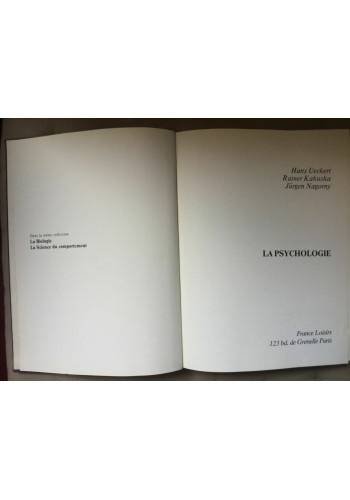 Dans la même collection
La Biologie
La Science du comportement
Hans Ueckert
Rainer Kakuska
Jürgen Nagorny
LA PSYCHOLOGIE
France Loisirs
123 bd. de Grenelle Paris